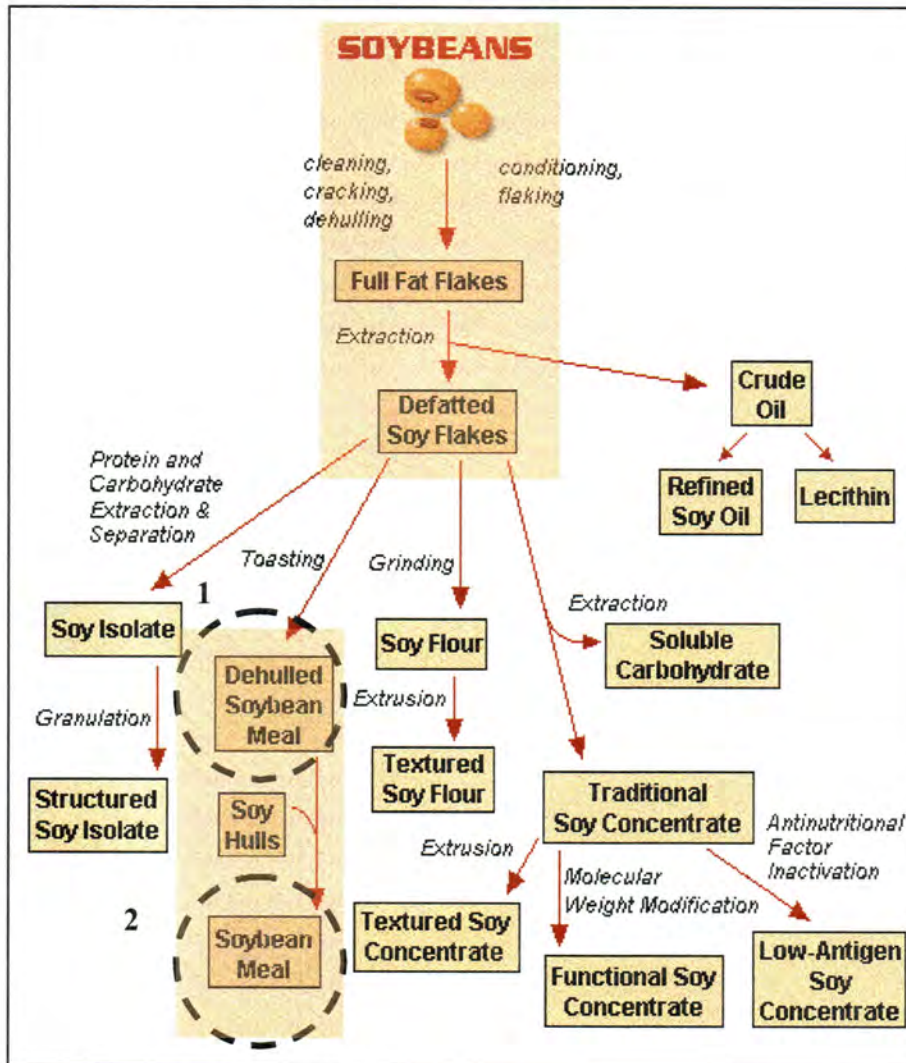 SOYBEANS
cleaning,
cracking,
dehulling
conditioning,
flaking
Full Fat Flakes
Extraction
Defatted
Soy Flakes
Crude
Oil
Refined
Soy Oil
Lecithin
Protein and
Carbohydrate
Extraction &
Separation
Toasting
Grinding
Extraction
1
Soy Isolate
Dehulled
Soybean
Meal
Soy Flour
Soluble
Carbohydrate
Granulation
Extrusion
Structured
Soy Isolate
Soy
Hulls
Textured
Soy Flour
Traditional
Soy Concentrate
Antinutritional
Factor
Inactivation
Extrusion
Molecular
Weight Modification
2
Soybean
Meal
Textured Soy
Concentrate
Functional Soy
Concentrate
Low-Antigen
Soy
Concentrate